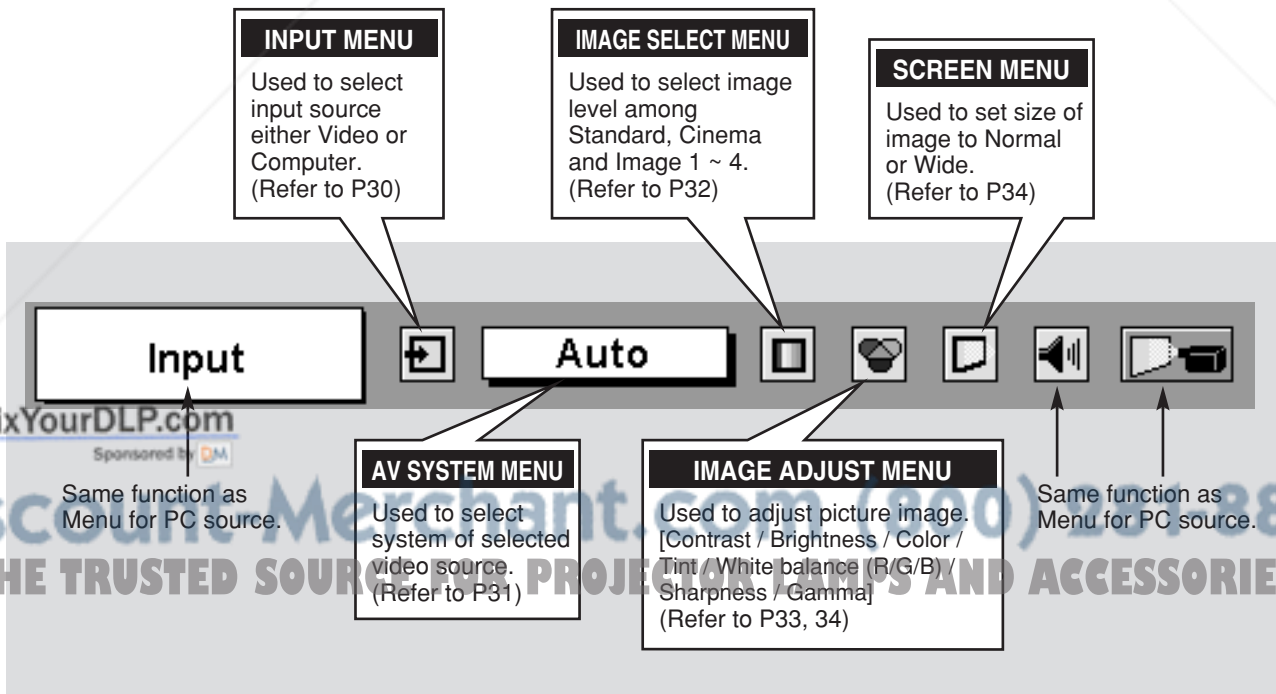 INPUT MENU
Used to select
input source
either Video or
Computer.
(Refer to P30)
IMAGE SELECT MENU
Used to select image
level among
Standard, Cinema
and Image 1 ~ 4.
(Refer to P32)
SCREEN MENU
Used to set size of
image to Normal
or Wide.
(Refer to P34)
Input
Auto
ixYourDLP.com
Sponsored by DM
Same function as
Menu for PC source.
AV SYSTEM MENU
Used to select
system of selected
video source.
(Refer to P31)
IMAGE ADJUST MENU
Used to adjust picture image.
[Contrast / Brightness / Color /
Tint / White balance (R/G/B) /
Sharpness / Gamma]
(Refer to P33, 34)
Same function as
Menu for PC source.
scount-Merchant.com (800) 281-88
HE TRUSTED SOURCE FOR PROJECTOR LAMPS AND ACCESSORIE